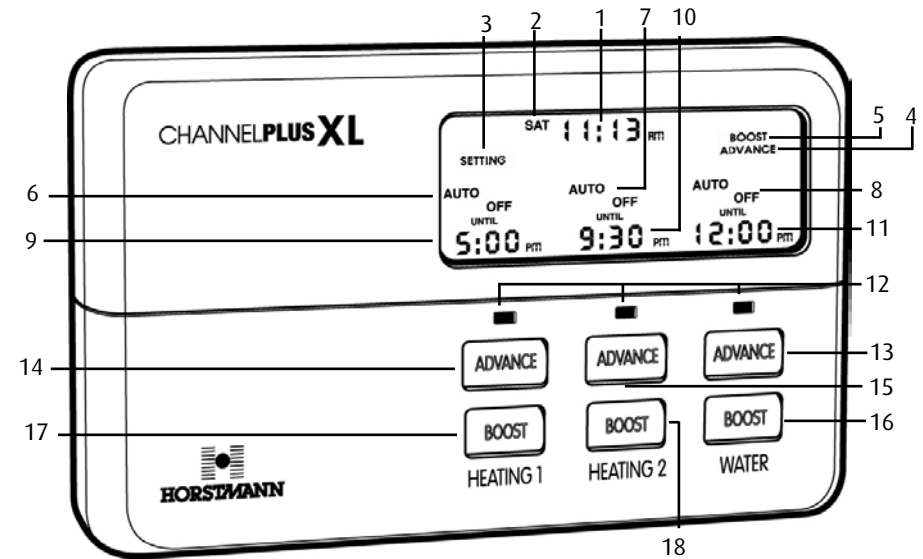 3 2 1 7 10
5 4
CHANNELPLUS XL
SAT 11:13 am
BOOST
ADVANCE
SETTING
6 AUTO OFF AUTO OFF AUTO OFF 8
UNTIL UNTIL UNTIL
9 5:00 pm 9:30 pm 12:00 pm 11
12
14 ADVANCE ADVANCE ADVANCE 13
15
17 BOOST BOOST BOOST 16
HEATING 1 HEATING 2 WATER
HORSTMANN
18